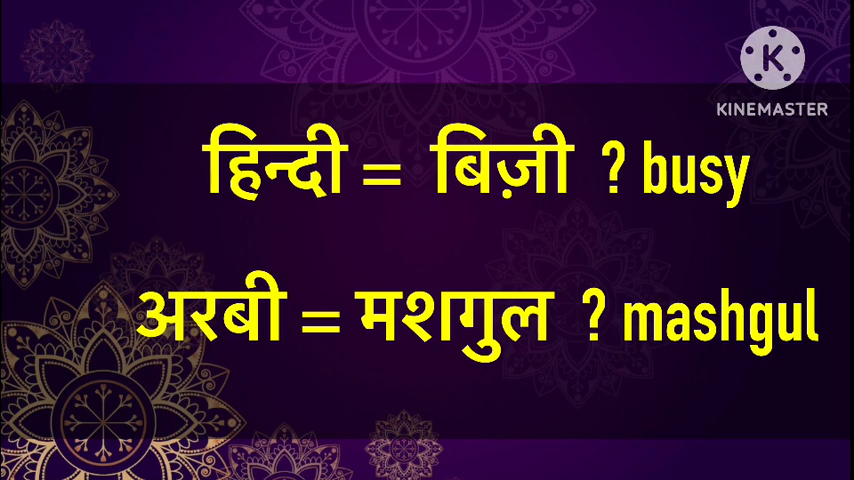 K
KINEMASTER
हिन्दी = बिज़ी ? busy
अरबी = मशगुल ? mashgul